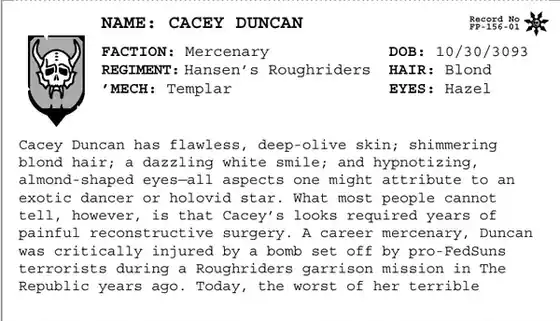 NAME: CACEY DUNCAN
Record No
FP-156-01
FACTION: Mercenary
DOB: 10/30/3093
REGIMENT: Hansen’s Roughriders
HAIR: Blond
’MECH: Templar
EYES: Hazel
Cacey Duncan has flawless, deep-olive skin; shimmering
blond hair; a dazzling white smile; and hypnotizing,
almond-shaped eyes—all aspects one might attribute to an
exotic dancer or holovid star. What most people cannot
tell, however, is that Cacey’s looks required years of
painful reconstructive surgery. A career mercenary, Duncan
was critically injured by a bomb set off by pro-FedSuns
terrorists during a Roughriders garrison mission in The
Republic years ago. Today, the worst of her terrible